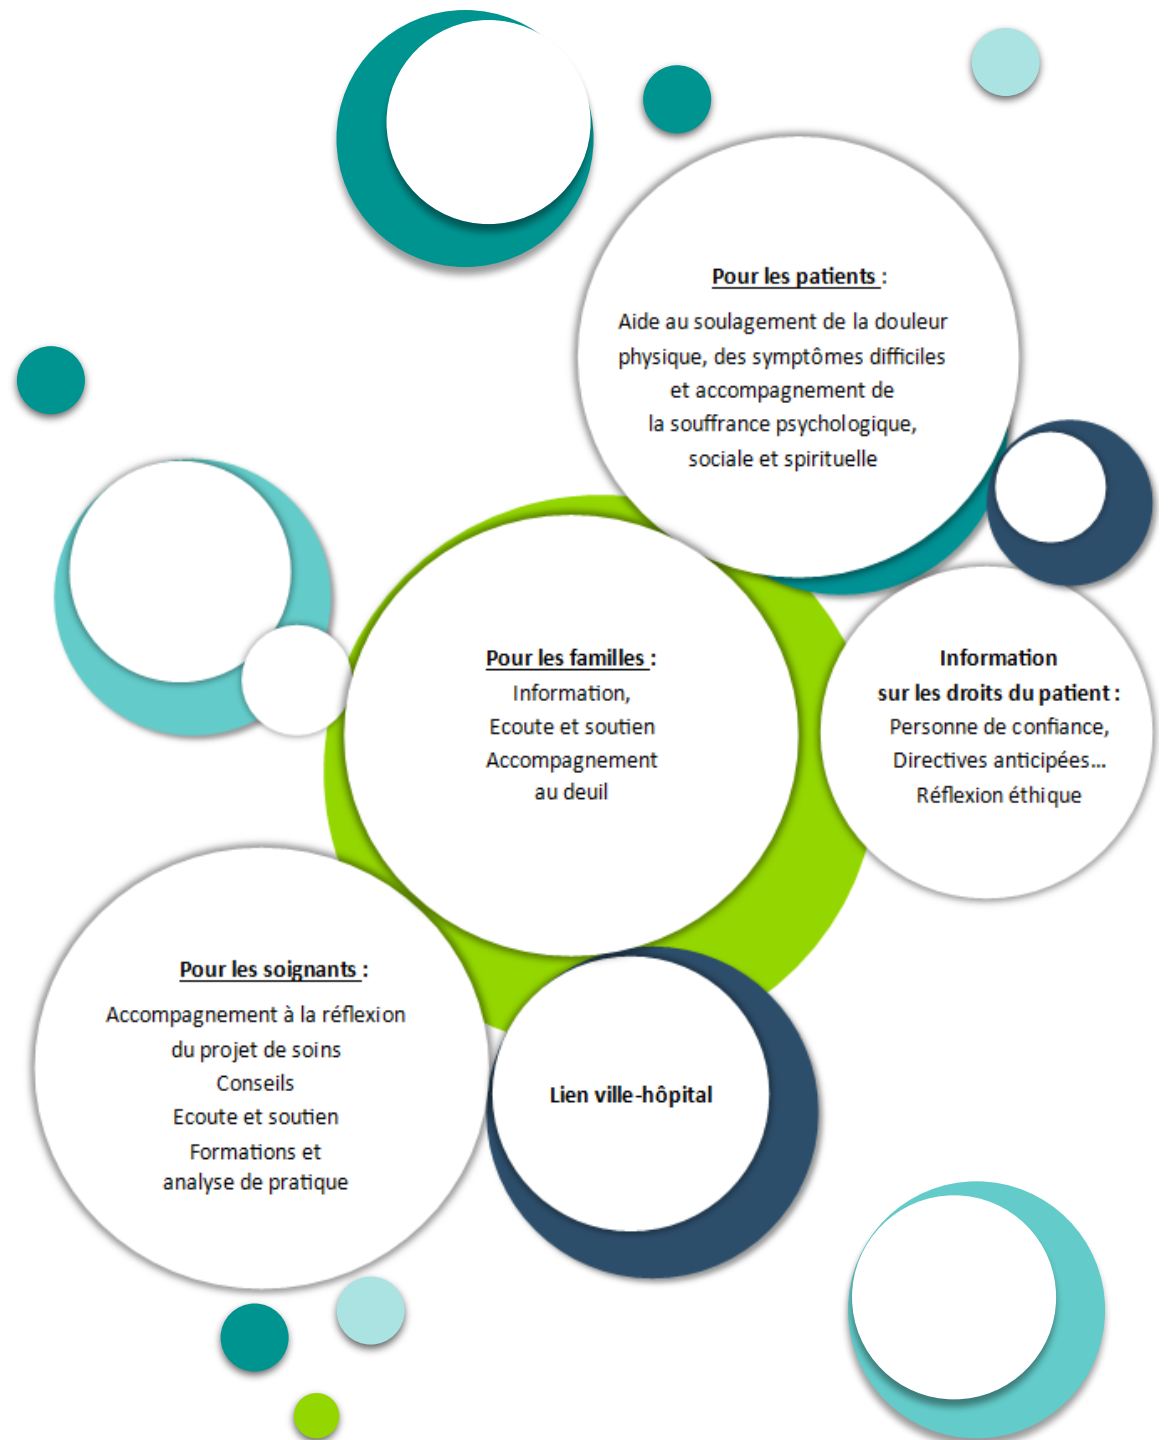 Pour les patients :
Aide au soulagement de la douleur
physique, des symptômes difficiles
et accompagnement de
la souffrance psychologique,
sociale et spirituelle
Pour les familles :
Information,
Ecoute et soutien
Accompagnement
au deuil
Information
sur les droits du patient :
Personne de confiance,
Directives anticipées...
Réflexion éthique
Pour les soignants :
Accompagnement à la réflexion
du projet de soins
Conseils
Ecoute et soutien
Formations et
analyse de pratique
Lien ville-hôpital